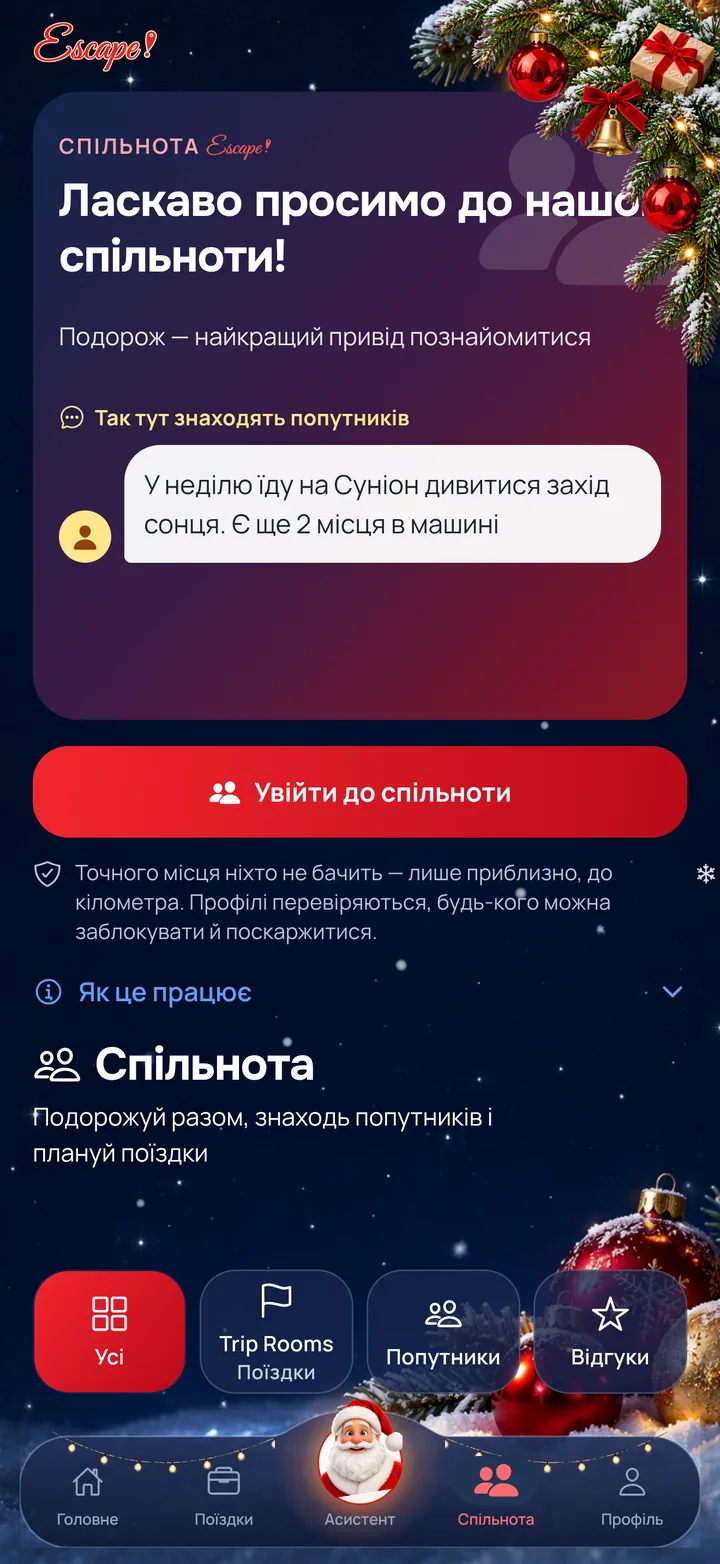 Escape!
СПІЛЬНОТА Escape!
Ласкаво просимо до нашої
спільноти!
Подорож — найкращий привід познайомитися
Так тут знаходять попутників
У неділю їду на Суніон дивитися захід
сонця. Є ще 2 місця в машині
Увійти до спільноти
Точного місця ніхто не бачить — лише приблизно, до
кілометра. Профілі перевіряються, будь-кого можна
заблокувати й поскаржитися.
Як це працює
Спільнота
Подорожуй разом, знаходь попутників і
плануй поїздки
Усі
Trip Rooms
Поїздки
Попутники
Відгуки
Головне
Поїздки
Асистент
Спільнота
Профіль